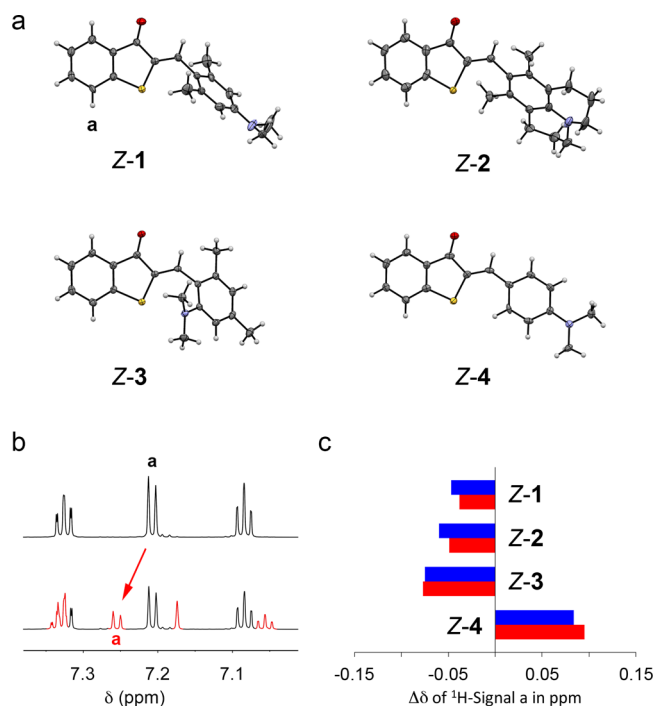 a
a
Z-1
Z-2
Z-3
Z-4
b
a
a
7.3 7.2 7.1
δ (ppm)
c
Z-1
Z-2
Z-3
Z-4
-0.15 -0.05 0.05 0.15
Δδ of ¹H-Signal a in ppm